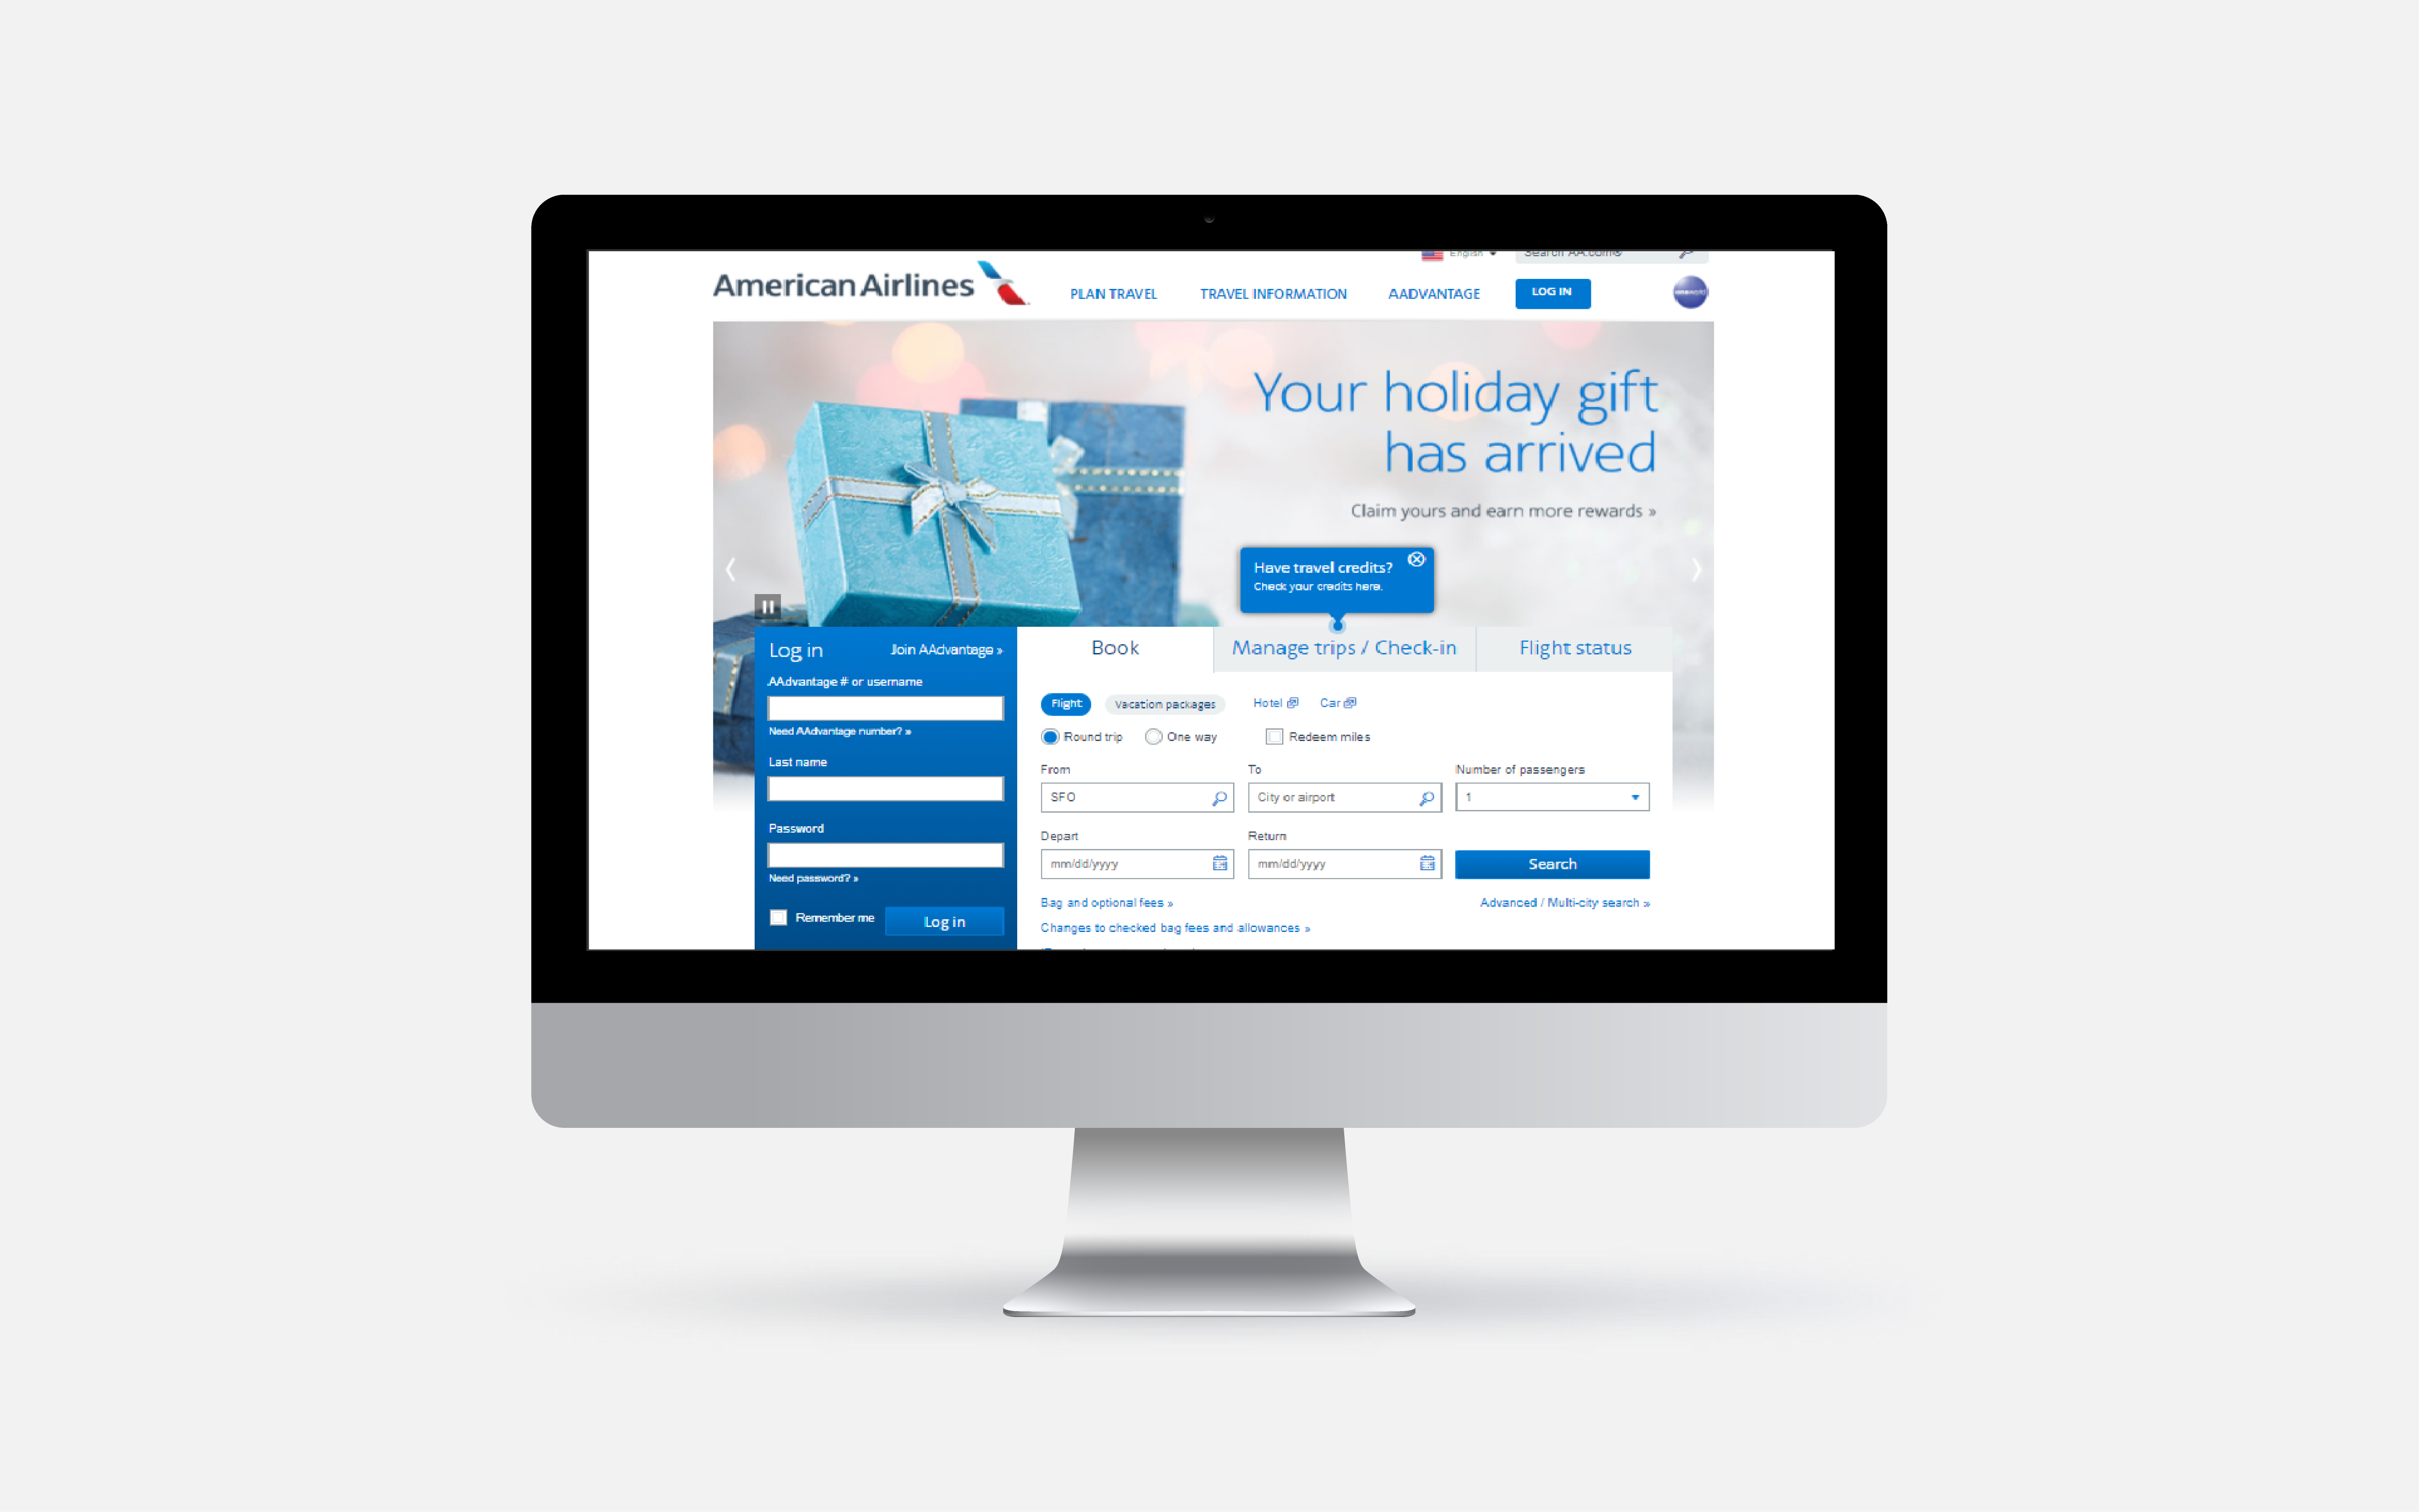 English
Search AA.com®
American Airlines
PLAN TRAVEL
TRAVEL INFORMATION
AADVANTAGE
LOG IN
Your holiday gift
has arrived
Claim yours and earn more rewards »
Have travel credits?
Check your credits here.
Log in
Join AAdvantage »
AAdvantage # or username
Need AAdvantage number? »
Last name
Password
Need password? »
Remember me
Log in
Book
Manage trips / Check-in
Flight status
Flight
Vacation packages
Hotel
Car
Round trip
One way
Redeem miles
From
To
Number of passengers
SFO
City or airport
1
Depart
Return
mm/dd/yyyy
mm/dd/yyyy
Search
Bag and optional fees »
Advanced / Multi-city search »
Changes to checked bag fees and allowances »